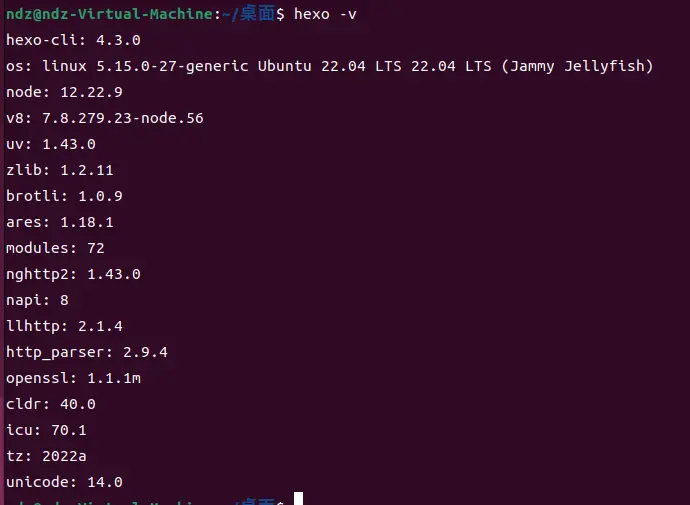 ndz@ndz-Virtual-Machine:~/桌面$ hexo -v
hexo-cli: 4.3.0
os: linux 5.15.0-27-generic Ubuntu 22.04 LTS 22.04 LTS (Jammy Jellyfish)
node: 12.22.9
v8: 7.8.279.23-node.56
uv: 1.43.0
zlib: 1.2.11
brotli: 1.0.9
ares: 1.18.1
modules: 72
nghttp2: 1.43.0
napi: 8
llhttp: 2.1.4
http_parser: 2.9.4
openssl: 1.1.1m
cldr: 40.0
icu: 70.1
tz: 2022a
unicode: 14.0
ndz@ndz-Virtual-Machine:~/桌面$